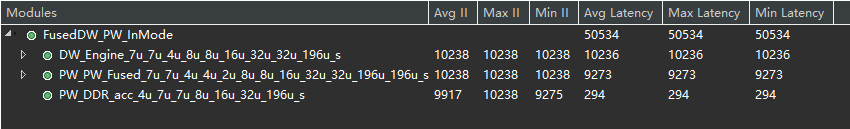 Modules Avg II Max II Min II Avg Latency Max Latency Min Latency
FusedDW_PW_InMode 50534 50534 50534
DW_Engine_7u_7u_4u_8u_8u_16u_32u_32u_196u_s 10238 10238 10238 10236 10236 10236
PW_PW_Fused_7u_7u_4u_4u_2u_8u_8u_16u_32u_32u_196u_196u_s 10238 10238 10238 9273 9273 9273
PW_DDR_acc_4u_7u_7u_8u_16u_32u_196u_s 9917 10238 9275 294 294 294